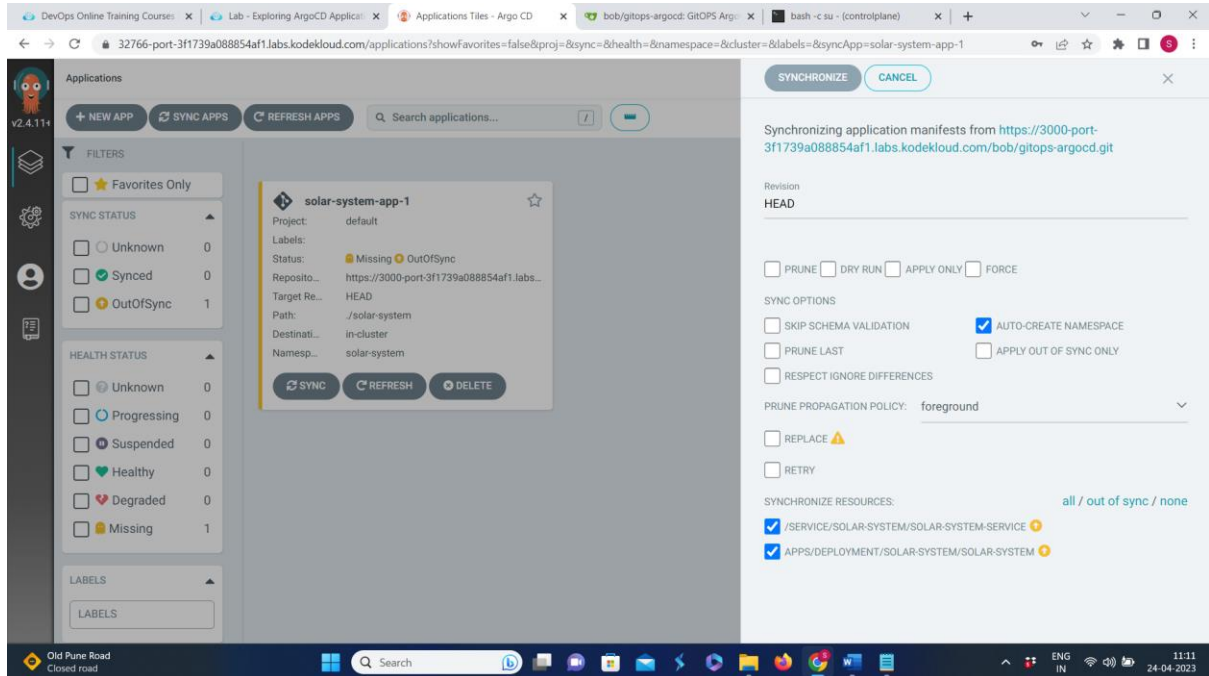 DevOps Online Training Courses
Lab - Exploring ArgoCD Applicati
Applications Tiles - Argo CD
bob/gitops-argocd: GitOPS Argo
bash -c su - (controlplane)
32766-port-3f1739a088854af1.labs.kodekloud.com/applications?showFavorites=false&proj=&sync=&health=&namespace=&cluster=&labels=&syncApp=solar-system-app-1
S
v2.4.11+
Applications
+ NEW APP
SYNC APPS
REFRESH APPS
Search applications...
/
FILTERS
Favorites Only
SYNC STATUS
Unknown 0
Synced 0
OutOfSync 1
HEALTH STATUS
Unknown 0
Progressing 0
Suspended 0
Healthy 0
Degraded 0
Missing 1
LABELS
LABELS
solar-system-app-1
Project: default
Labels:
Status: Missing OutOfSync
Reposito... https://3000-port-3f1739a088854af1.labs...
Target Re... HEAD
Path: ./solar-system
Destinati... in-cluster
Namesp... solar-system
SYNC
REFRESH
DELETE
SYNCHRONIZE
CANCEL
Synchronizing application manifests from https://3000-port-
3f1739a088854af1.labs.kodekloud.com/bob/gitops-argocd.git
Revision
HEAD
PRUNE DRY RUN APPLY ONLY FORCE
SYNC OPTIONS
SKIP SCHEMA VALIDATION AUTO-CREATE NAMESPACE
PRUNE LAST APPLY OUT OF SYNC ONLY
RESPECT IGNORE DIFFERENCES
PRUNE PROPAGATION POLICY: foreground
REPLACE
RETRY
SYNCHRONIZE RESOURCES: all / out of sync / none
/SERVICE/SOLAR-SYSTEM/SOLAR-SYSTEM-SERVICE
APPS/DEPLOYMENT/SOLAR-SYSTEM/SOLAR-SYSTEM
Old Pune Road
Closed road
Search
ENG
IN
11:11
24-04-2023